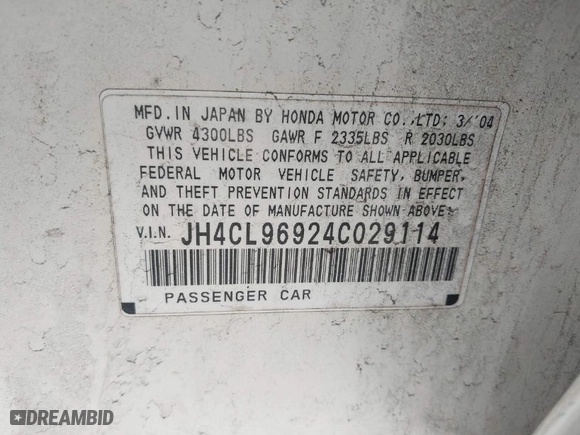 MFD. IN JAPAN BY HONDA MOTOR CO., LTD; 3/'04
GVWR 4300LBS GAWR F 2335LBS R 2030LBS
THIS VEHICLE CONFORMS TO ALL APPLICABLE
FEDERAL MOTOR VEHICLE SAFETY, BUMPER,
AND THEFT PREVENTION STANDARDS IN EFFECT
ON THE DATE OF MANUFACTURE SHOWN ABOVE.
V.I.N. JH4CL96924C029114
PASSENGER CAR
DREAMBID